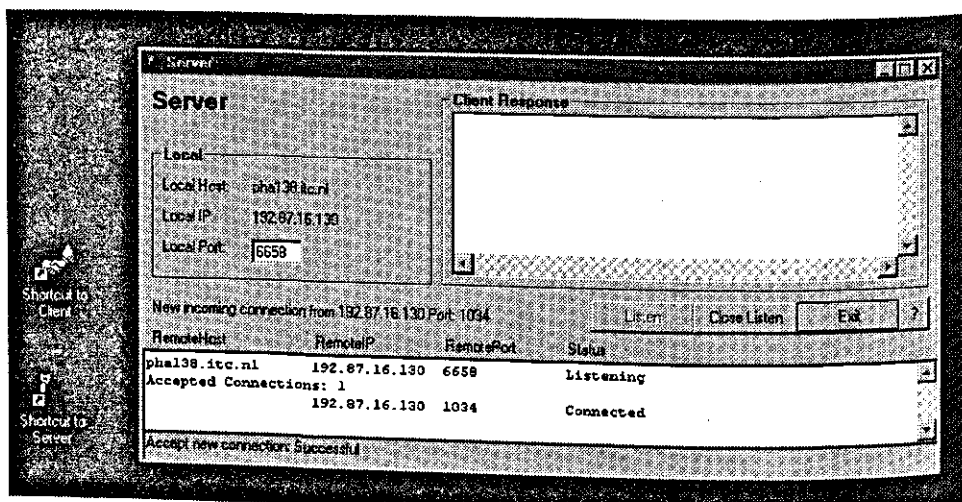 Server
Server
Client Response
Local
Local Host: pha138.itc.nl
Local IP: 192.87.16.130
Local Port: 6658
Shortcut to
Client
New incoming connection from 192.87.16.130 Port: 1034
Listen Close Listen Exit ?
RemoteHost RemoteIP RemotePort Status
pha138.itc.nl 192.87.16.130 6658 Listening
Accepted Connections: 1
192.87.16.130 1034 Connected
Shortcut to
Server
Accept new connection: Successful